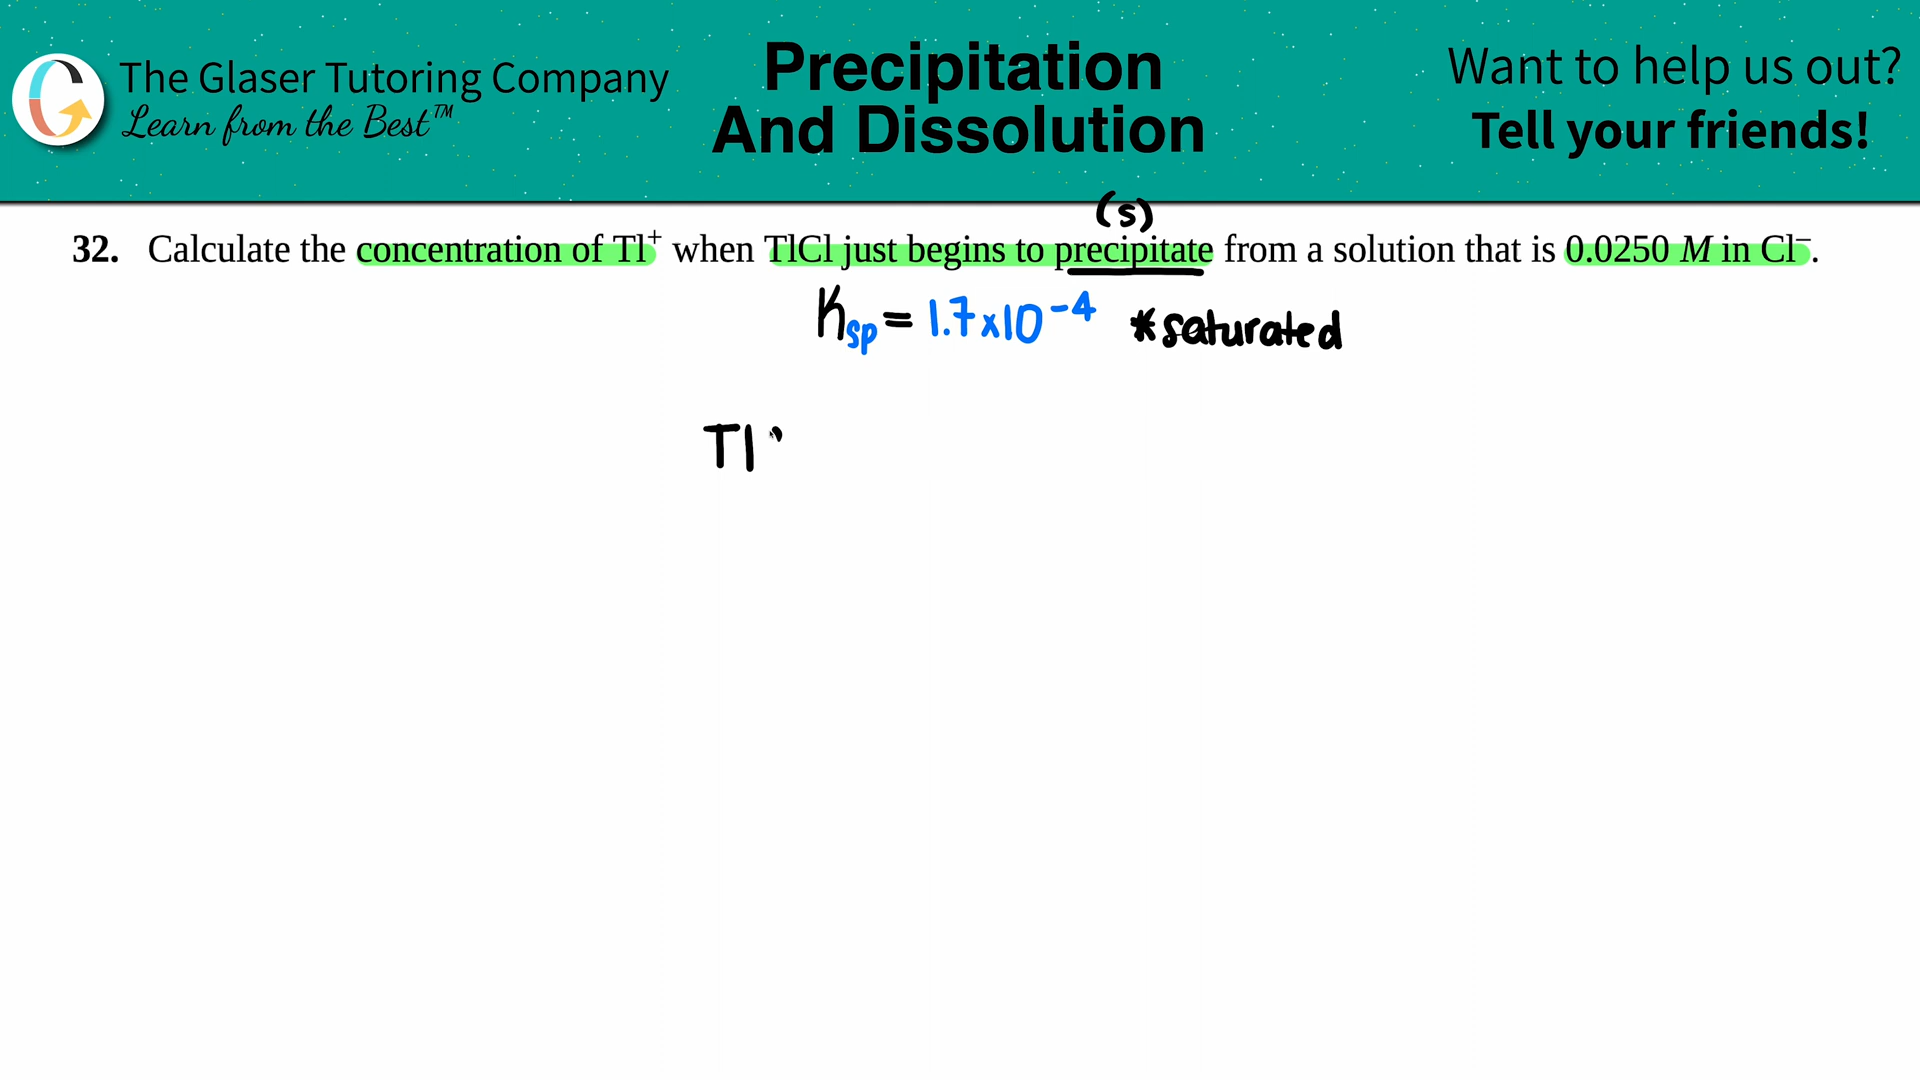 The Glaser Tutoring Company
Learn from the Best™
Precipitation
And Dissolution
Want to help us out?
Tell your friends!
(s)
32. Calculate the concentration of Tl⁺ when TlCl just begins to precipitate from a solution that is 0.0250 M in Cl⁻.
Ksp = 1.7x10⁻⁴ *saturated
Tl